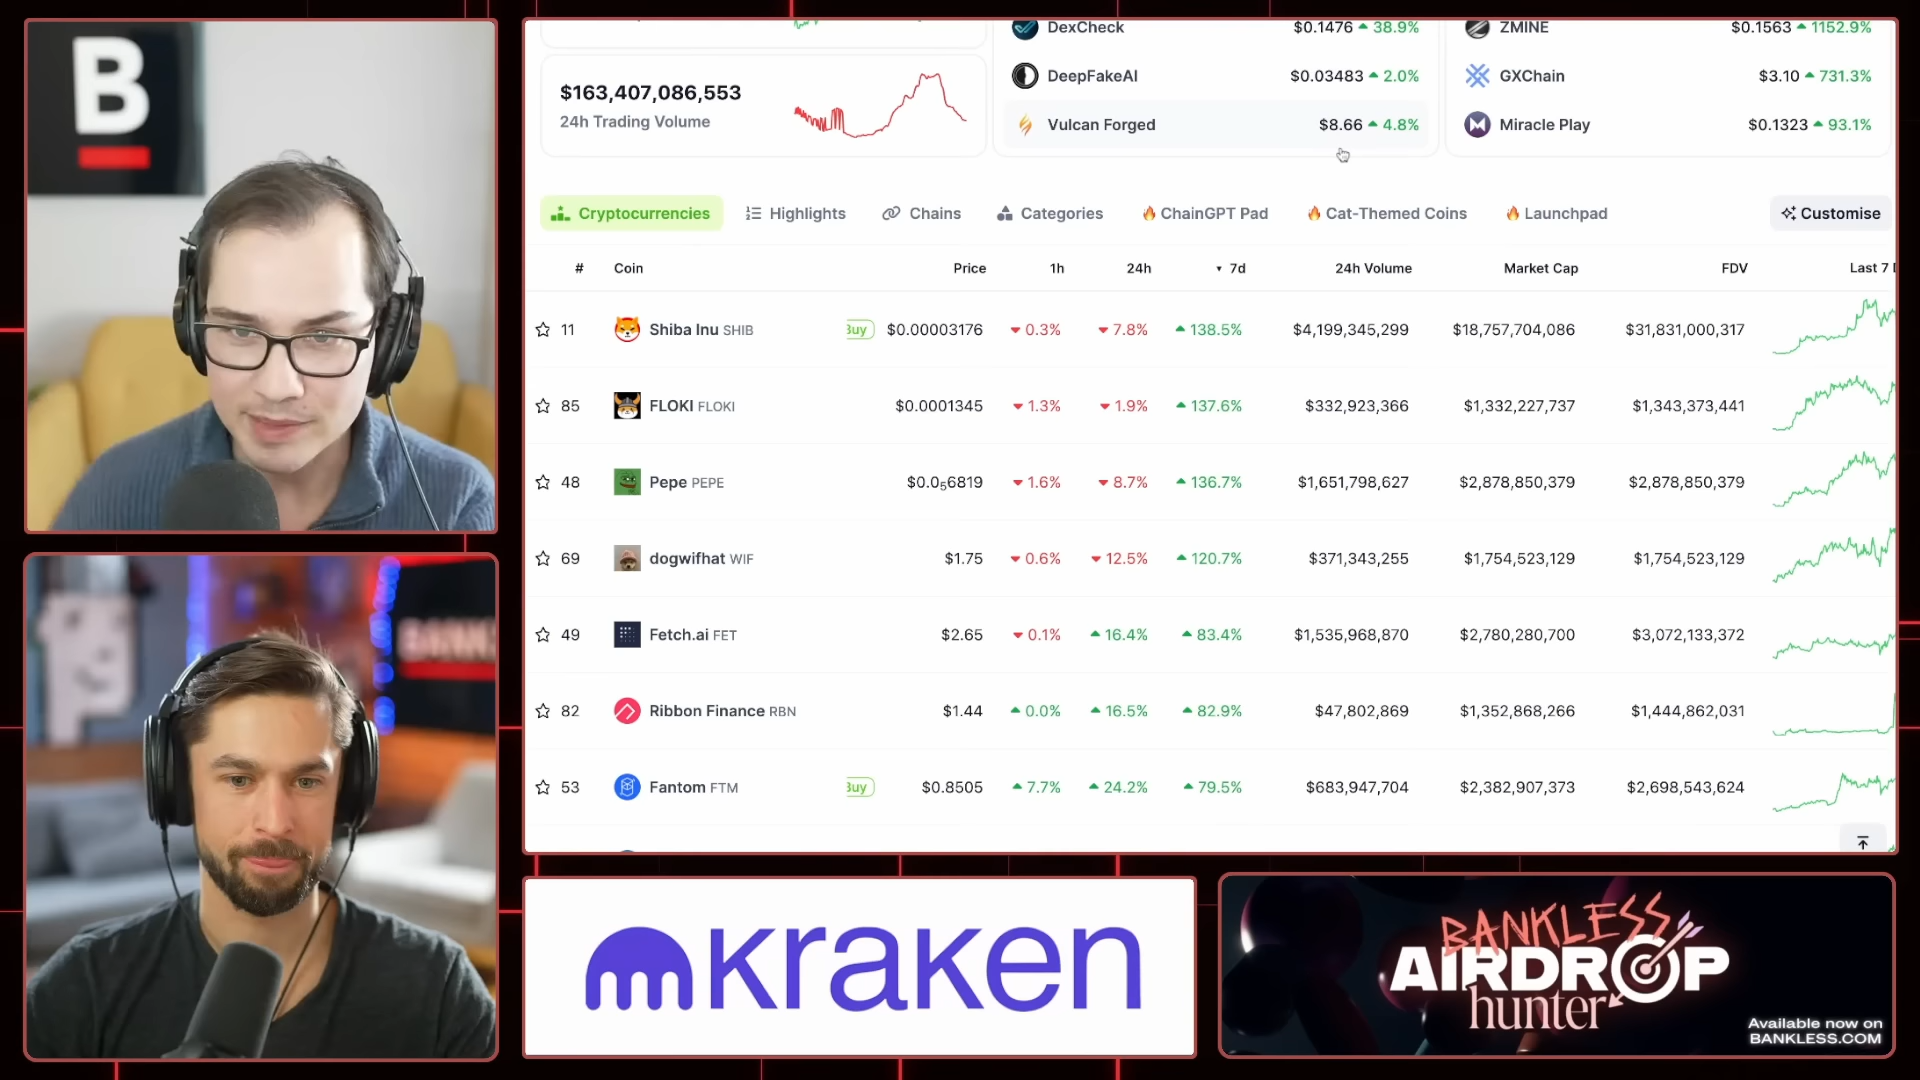 B
BANK
$163,407,086,553
24h Trading Volume
DexCheck $0.1476 38.9%
DeepFakeAI $0.03483 2.0%
Vulcan Forged $8.66 4.8%
ZMINE $0.1563 1152.9%
GXChain $3.10 731.3%
Miracle Play $0.1323 93.1%
Cryptocurrencies Highlights Chains Categories ChainGPT Pad Cat-Themed Coins Launchpad Customise
# Coin Price 1h 24h 7d 24h Volume Market Cap FDV Last 7
11 Shiba Inu SHIB Buy $0.00003176 0.3% 7.8% 138.5% $4,199,345,299 $18,757,704,086 $31,831,000,317
85 FLOKI FLOKI $0.0001345 1.3% 1.9% 137.6% $332,923,366 $1,332,227,737 $1,343,373,441
48 Pepe PEPE $0.0₅6819 1.6% 8.7% 136.7% $1,651,798,627 $2,878,850,379 $2,878,850,379
69 dogwifhat WIF $1.75 0.6% 12.5% 120.7% $371,343,255 $1,754,523,129 $1,754,523,129
49 Fetch.ai FET $2.65 0.1% 16.4% 83.4% $1,535,968,870 $2,780,280,700 $3,072,133,372
82 Ribbon Finance RBN $1.44 0.0% 16.5% 82.9% $47,802,869 $1,352,868,266 $1,444,862,031
53 Fantom FTM Buy $0.8505 7.7% 24.2% 79.5% $683,947,704 $2,382,907,373 $2,698,543,624
kraken
BANKLESS
AIRDROP
hunter
Available now on
BANKLESS.COM